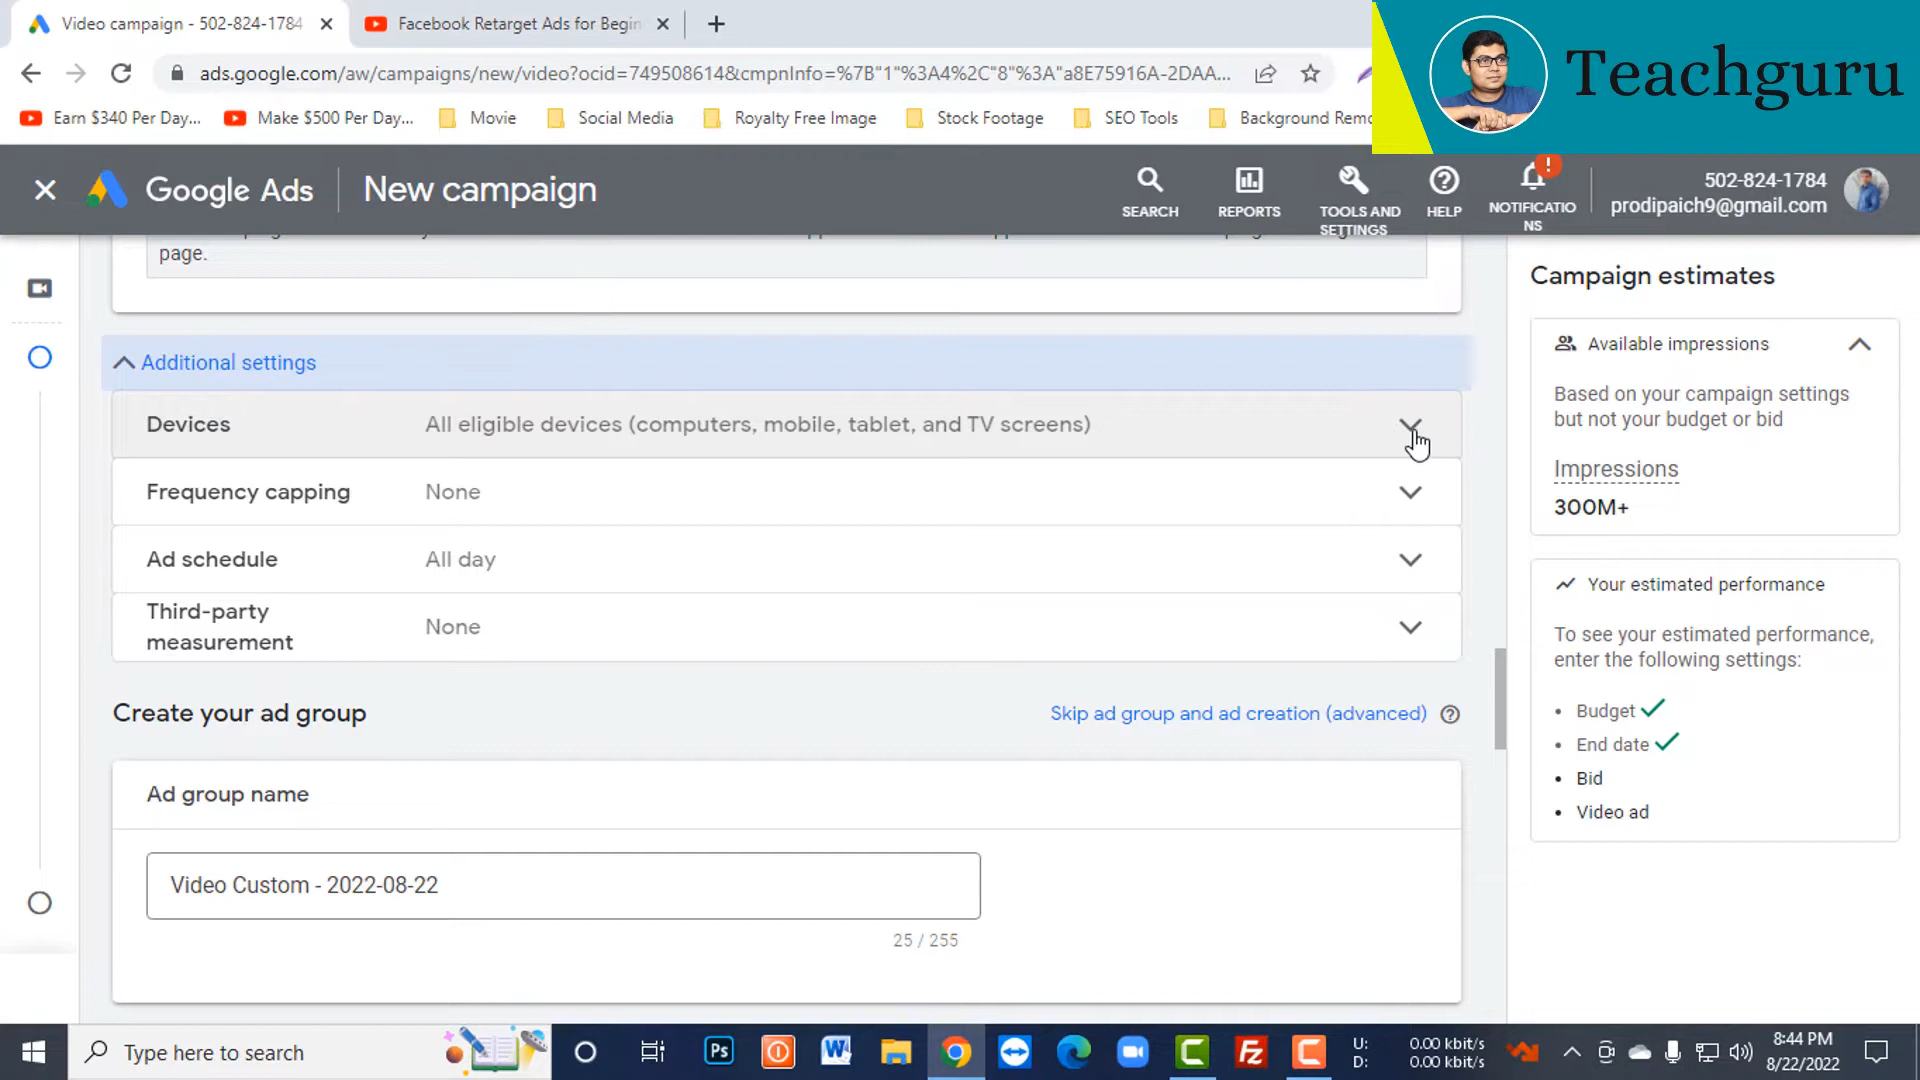 Video campaign - 502-824-1784
Facebook Retarget Ads for Begin
ads.google.com/aw/campaigns/new/video?ocid=749508614&cmpnInfo=%7B"1"%3A4%2C"8"%3A"a8E75916A-2DAA...
Earn $340 Per Day...
Make $500 Per Day...
Movie
Social Media
Royalty Free Image
Stock Footage
SEO Tools
Background Remo
Teachguru
Google Ads
New campaign
SEARCH
REPORTS
TOOLS AND
SETTINGS
HELP
NOTIFICATIO
NS
502-824-1784
prodipaich9@gmail.com
page.
Additional settings
Devices
All eligible devices (computers, mobile, tablet, and TV screens)
Frequency capping
None
Ad schedule
All day
Third-party
measurement
None
Create your ad group
Skip ad group and ad creation (advanced)
Ad group name
Video Custom - 2022-08-22
25 / 255
Campaign estimates
Available impressions
Based on your campaign settings
but not your budget or bid
Impressions
300M+
Your estimated performance
To see your estimated performance,
enter the following settings:
• Budget
• End date
• Bid
• Video ad
Type here to search
Ps
W
Fz
U: 0.00 kbit/s
D: 0.00 kbit/s
8:44 PM
8/22/2022